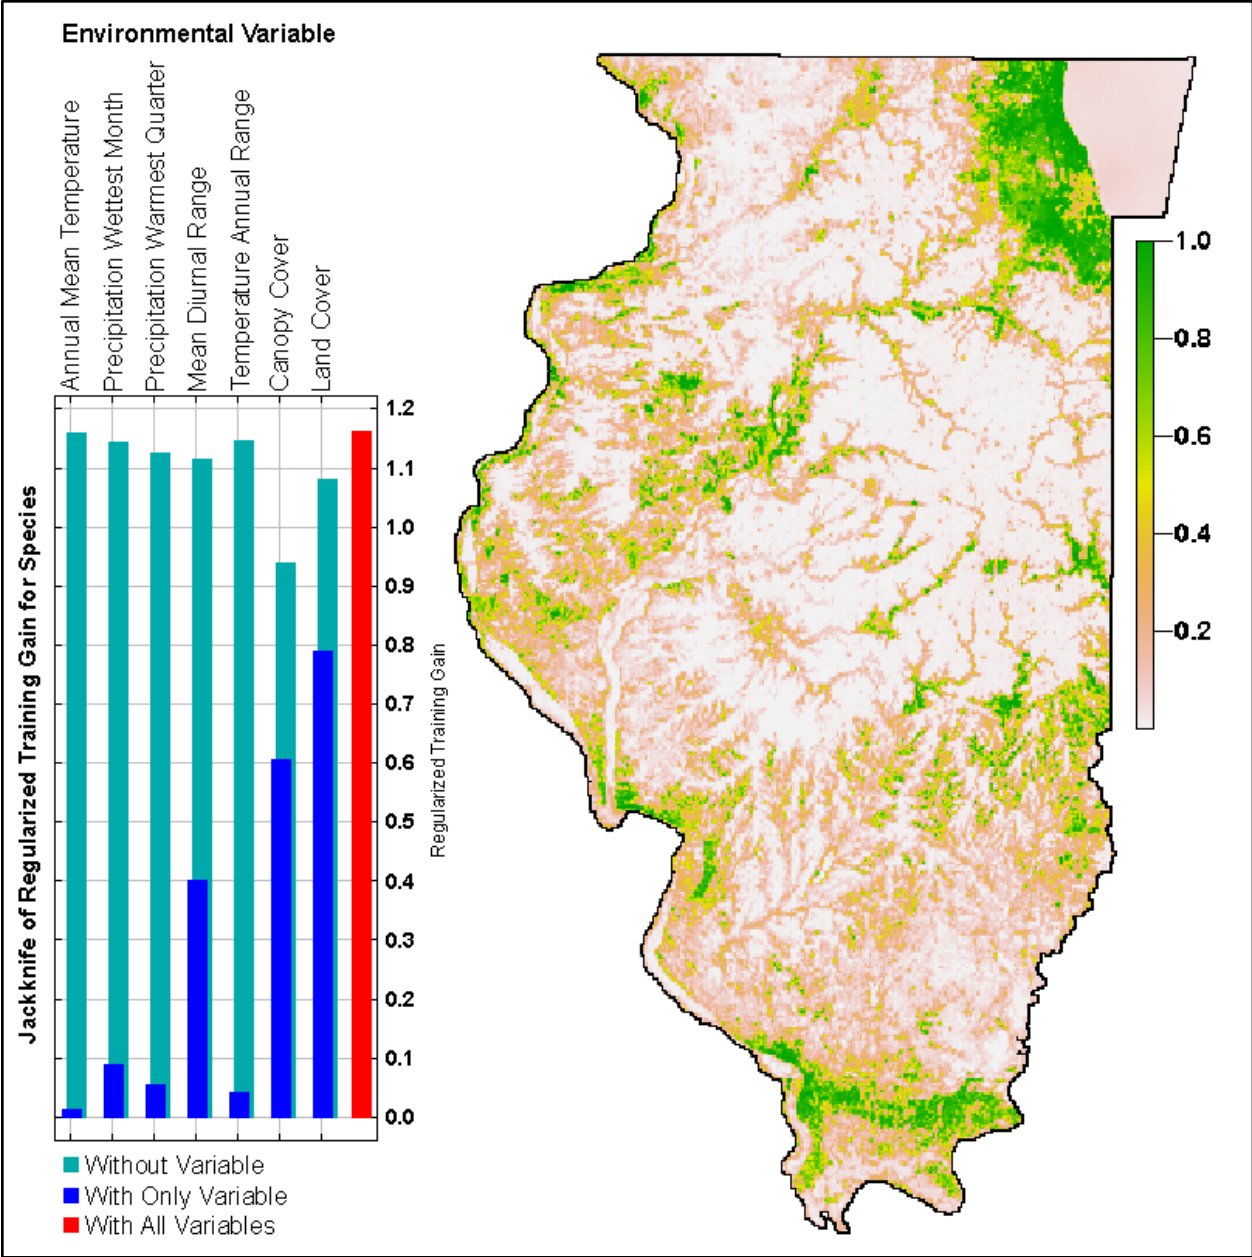 Environmental Variable
Annual Mean Temperature
Precipitation Wettest Month
Precipitation Warmest Quarter
Mean Diurnal Range
Temperature Annual Range
Canopy Cover
Land Cover
Jackknife of Regularized Training Gain for Species
1.2
1.1
1.0
0.9
0.8
0.7
0.6
0.5
0.4
0.3
0.2
0.1
0.0
Regularized Training Gain
Without Variable
With Only Variable
With All Variables
1.0
0.8
0.6
0.4
0.2